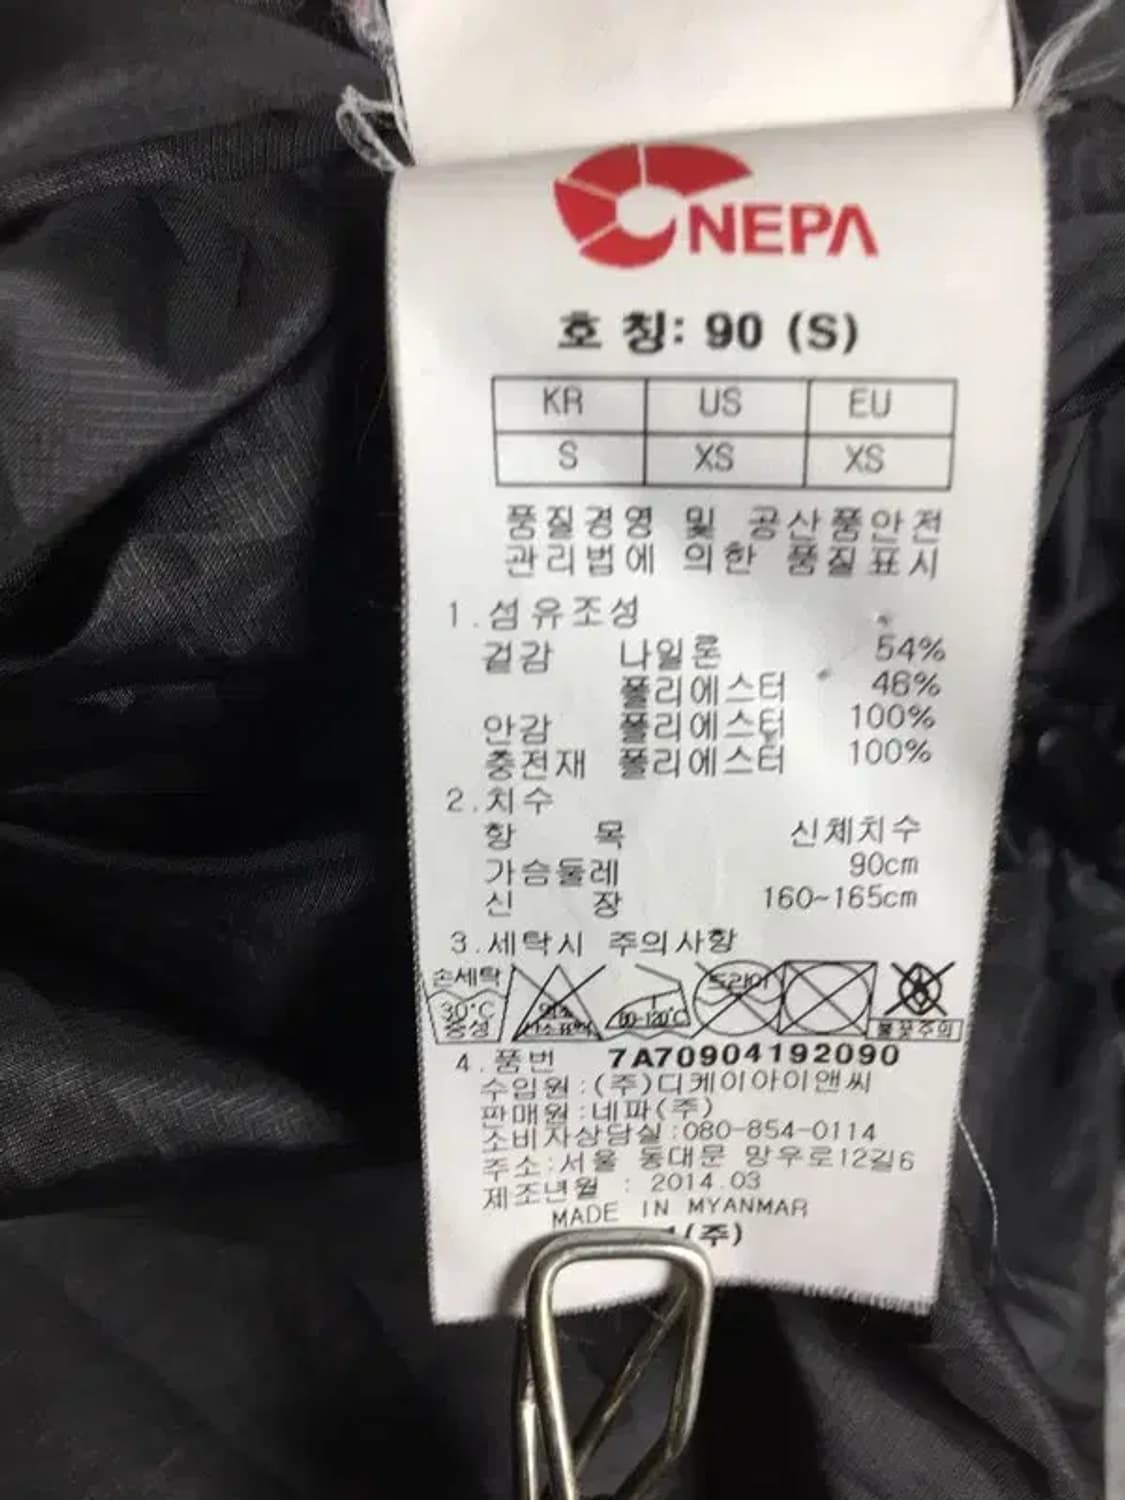 NEPA
호 칭: 90 (S)
KR US EU
S XS XS
품질경영 및 공산품안전
관리법에 의한 품질표시
1.섬유조성
겉감 나일론 54%
폴리에스터 46%
안감 폴리에스터 100%
충전재 폴리에스터 100%
2.치수
항 목 신체치수
가슴둘레 90cm
신 장 160~165cm
3.세탁시 주의사항
손세탁 드라이
30°C 80-120°C
중성 불꽃주의
4.품번 7A70904192090
수입원:(주)디케이아이앤씨
판매원:네파(주)
소비자상담실:080-854-0114
주소:서울 동대문 망우로12길6
제조년월 : 2014.03
MADE IN MYANMAR
(주)